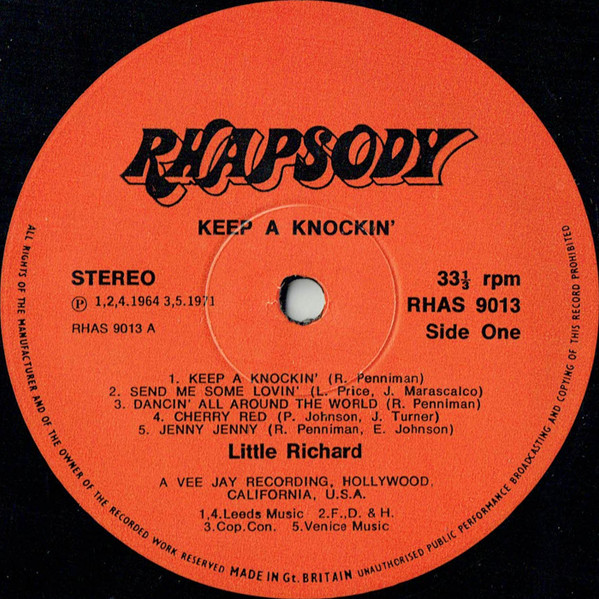 RHAPSODY
KEEP A KNOCKIN'
STEREO
Ⓟ 1,2,4.1964 3,5.1971
RHAS 9013 A
33⅓ rpm
RHAS 9013
Side One
1. KEEP A KNOCKIN' (R. Penniman)
2. SEND ME SOME LOVIN' (L. Price, J. Marascalco)
3. DANCIN' ALL AROUND THE WORLD (R. Penniman)
4. CHERRY RED (P. Johnson, J. Turner)
5. JENNY JENNY (R. Penniman, E. Johnson)
Little Richard
A VEE JAY RECORDING, HOLLYWOOD,
CALIFORNIA, U.S.A.
1,4.Leeds Music 2.F.,D. & H.
3.Cop.Con. 5.Venice Music
ALL RIGHTS OF THE MANUFACTURER AND OF THE OWNER OF THE RECORDED WORK RESERVED MADE IN Gt. BRITAIN UNAUTHORISED PUBLIC PERFORMANCE BROADCASTING AND COPYING OF THIS RECORD PROHIBITED